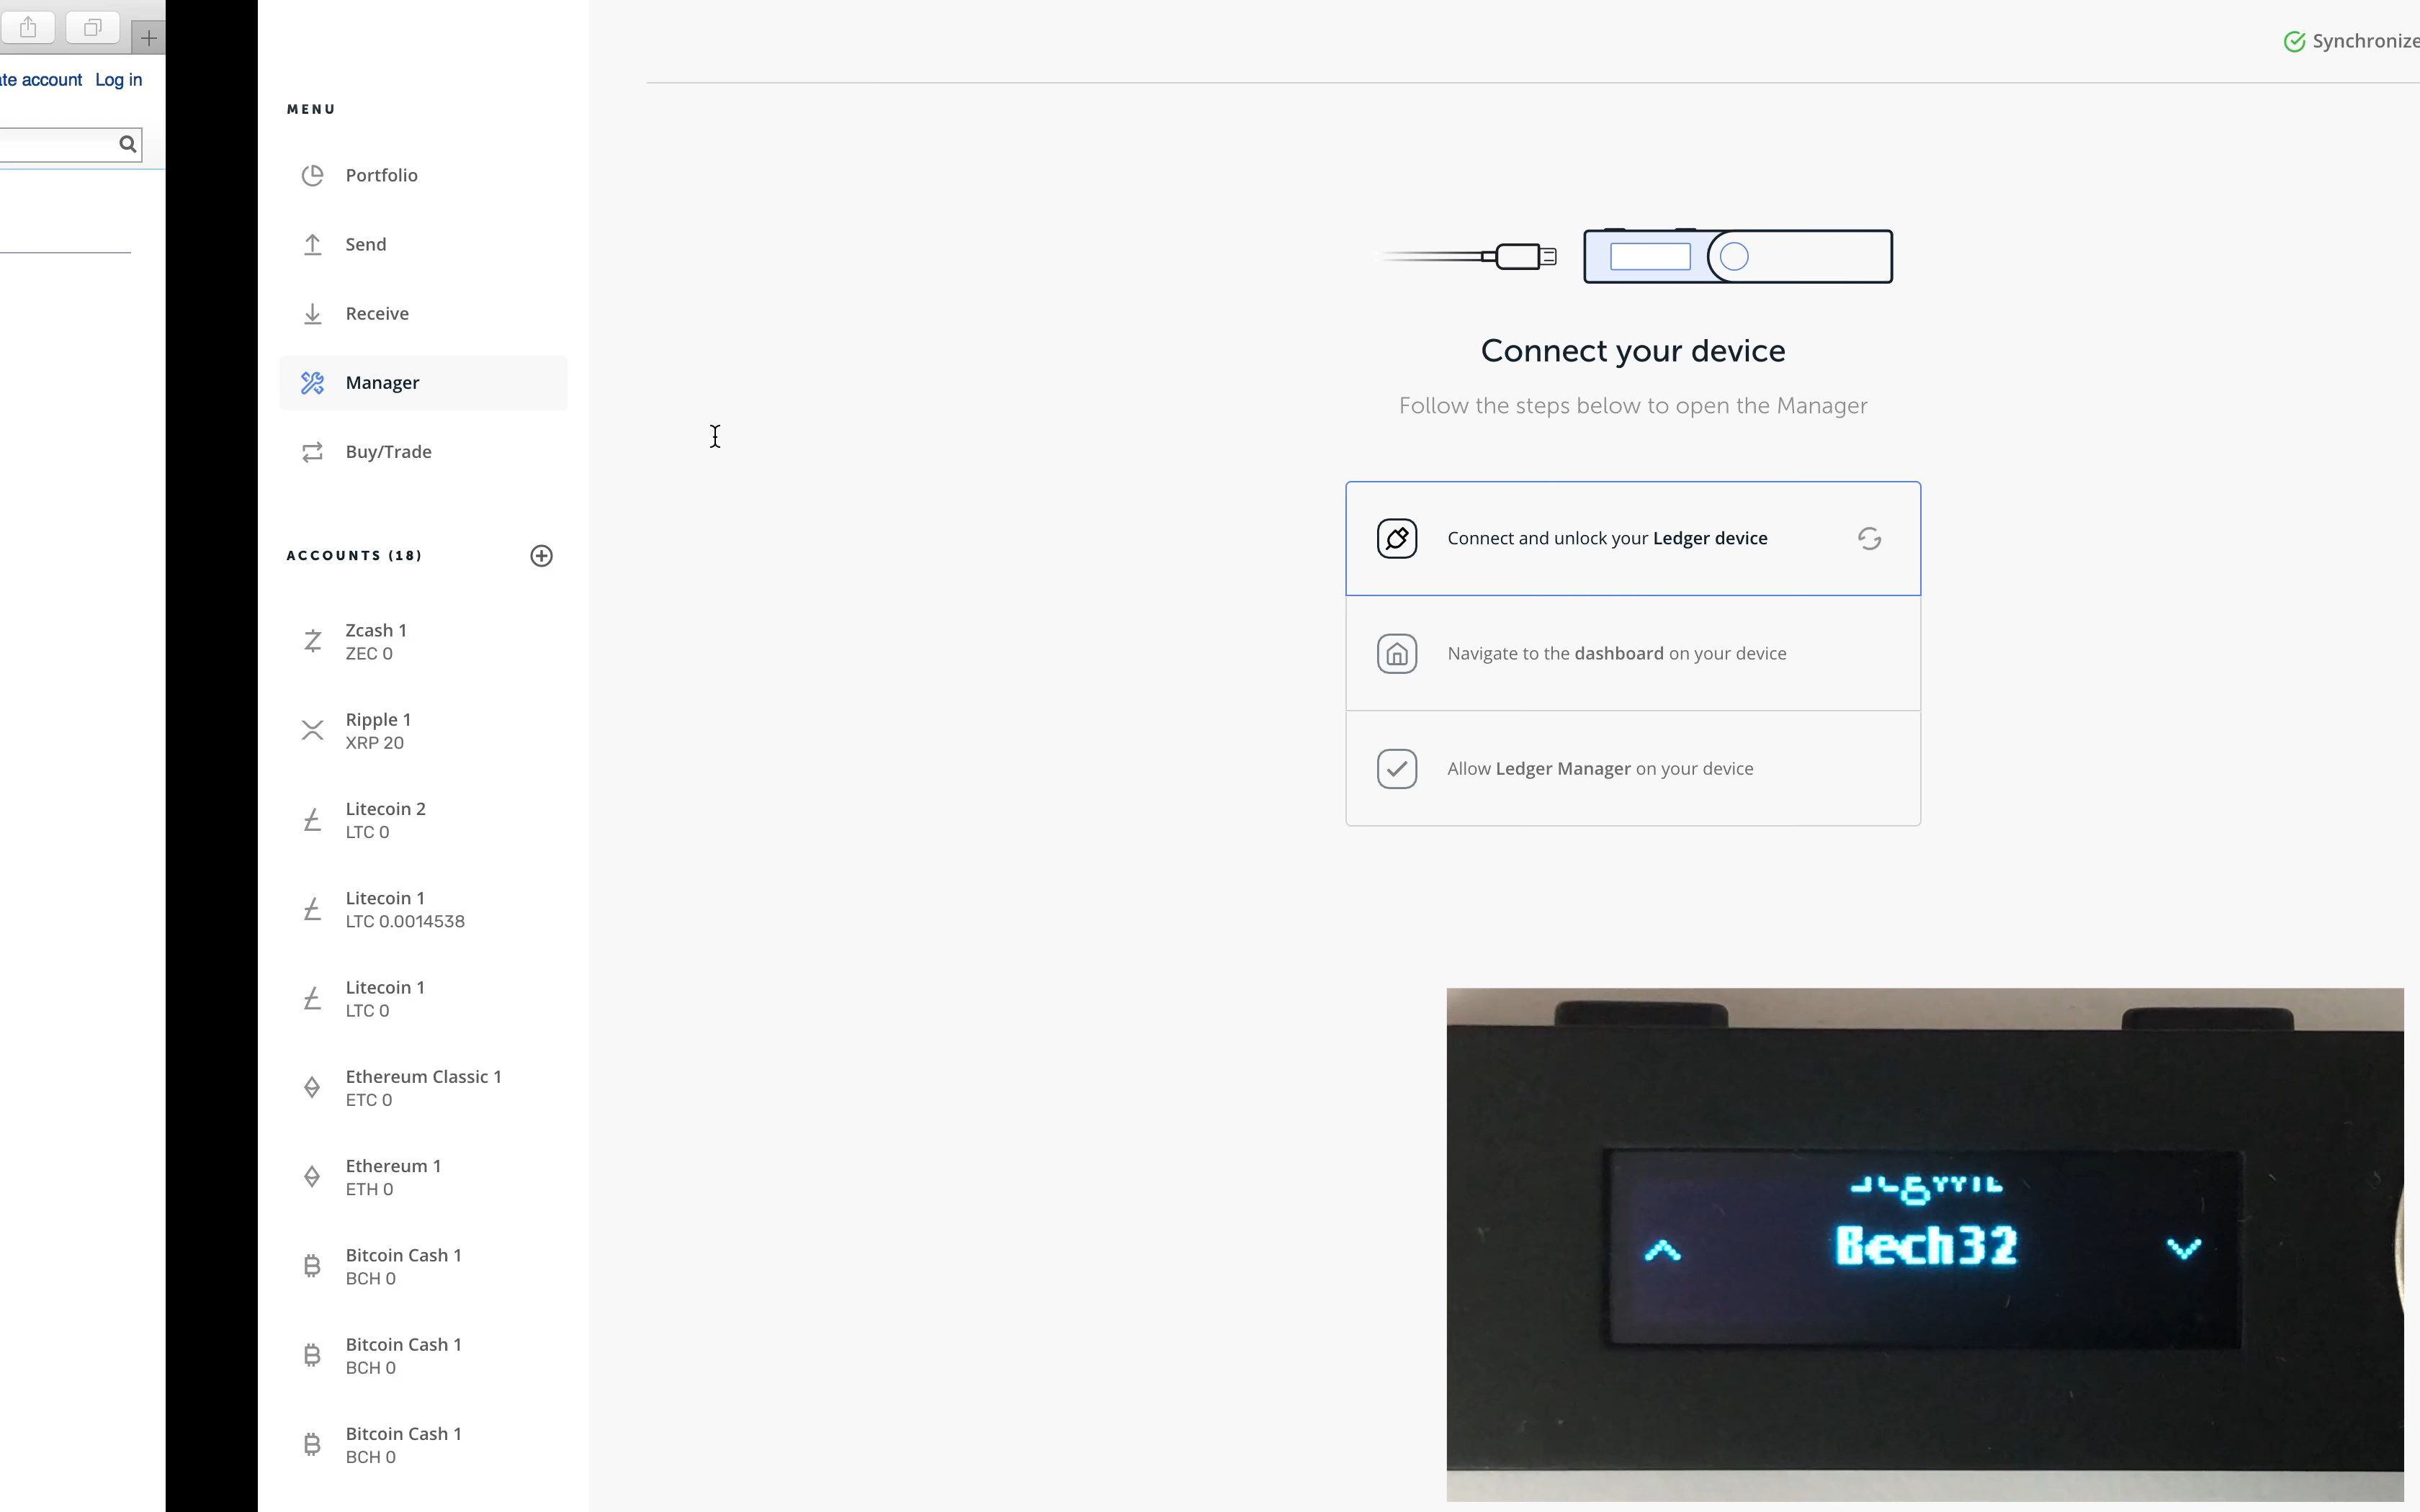 ate account Log in
MENU
Portfolio
Send
Receive
Manager
Buy/Trade
ACCOUNTS (18)
Zcash 1
ZEC 0
Ripple 1
XRP 20
Litecoin 2
LTC 0
Litecoin 1
LTC 0.0014538
Litecoin 1
LTC 0
Ethereum Classic 1
ETC 0
Ethereum 1
ETH 0
Bitcoin Cash 1
BCH 0
Bitcoin Cash 1
BCH 0
Bitcoin Cash 1
BCH 0
Synchronize
Connect your device
Follow the steps below to open the Manager
Connect and unlock your Ledger device
Navigate to the dashboard on your device
Allow Ledger Manager on your device
Bech32